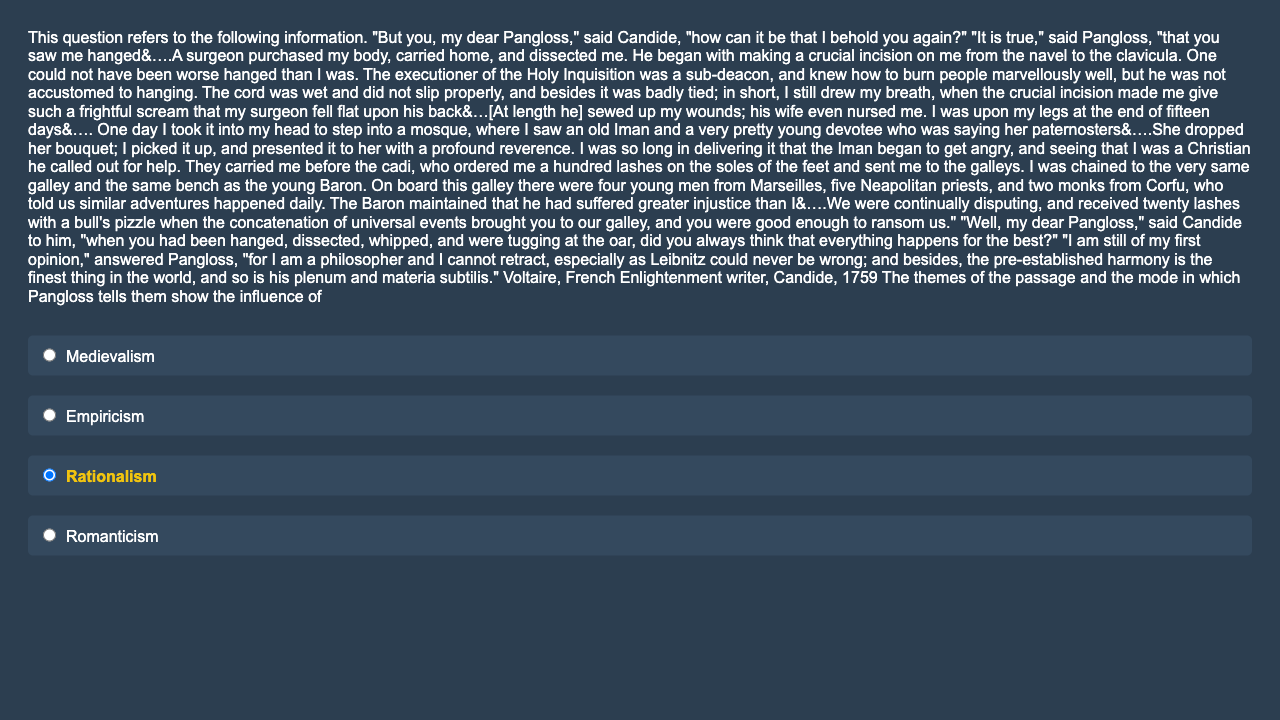 This question refers to the following information. "But you, my dear Pangloss," said Candide, "how can it be that I behold you again?" "It is true," said Pangloss, "that you
saw me hanged&….A surgeon purchased my body, carried home, and dissected me. He began with making a crucial incision on me from the navel to the clavicula. One
could not have been worse hanged than I was. The executioner of the Holy Inquisition was a sub-deacon, and knew how to burn people marvellously well, but he was not
accustomed to hanging. The cord was wet and did not slip properly, and besides it was badly tied; in short, I still drew my breath, when the crucial incision made me give
such a frightful scream that my surgeon fell flat upon his back&…[At length he] sewed up my wounds; his wife even nursed me. I was upon my legs at the end of fifteen
days&…. One day I took it into my head to step into a mosque, where I saw an old Iman and a very pretty young devotee who was saying her paternosters&….She dropped
her bouquet; I picked it up, and presented it to her with a profound reverence. I was so long in delivering it that the Iman began to get angry, and seeing that I was a Christian
he called out for help. They carried me before the cadi, who ordered me a hundred lashes on the soles of the feet and sent me to the galleys. I was chained to the very same
galley and the same bench as the young Baron. On board this galley there were four young men from Marseilles, five Neapolitan priests, and two monks from Corfu, who
told us similar adventures happened daily. The Baron maintained that he had suffered greater injustice than I&….We were continually disputing, and received twenty lashes
with a bull's pizzle when the concatenation of universal events brought you to our galley, and you were good enough to ransom us." "Well, my dear Pangloss," said Candide
to him, "when you had been hanged, dissected, whipped, and were tugging at the oar, did you always think that everything happens for the best?" "I am still of my first
opinion," answered Pangloss, "for I am a philosopher and I cannot retract, especially as Leibnitz could never be wrong; and besides, the pre-established harmony is the
finest thing in the world, and so is his plenum and materia subtilis." Voltaire, French Enlightenment writer, Candide, 1759 The themes of the passage and the mode in which
Pangloss tells them show the influence of
Medievalism
Empiricism
Rationalism
Romanticism